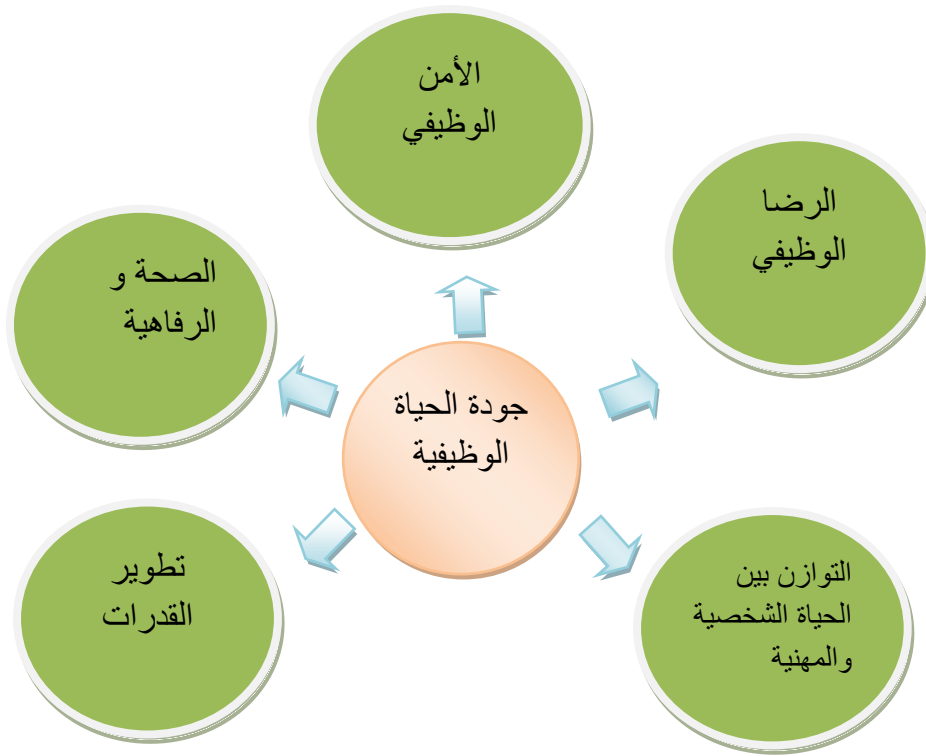 الأمن
الوظيفي
الرضا
الوظيفي
الصحة و
الرفاهية
جودة الحياة
الوظيفية
تطوير
القدرات
التوازن بين
الحياة الشخصية
والمهنية